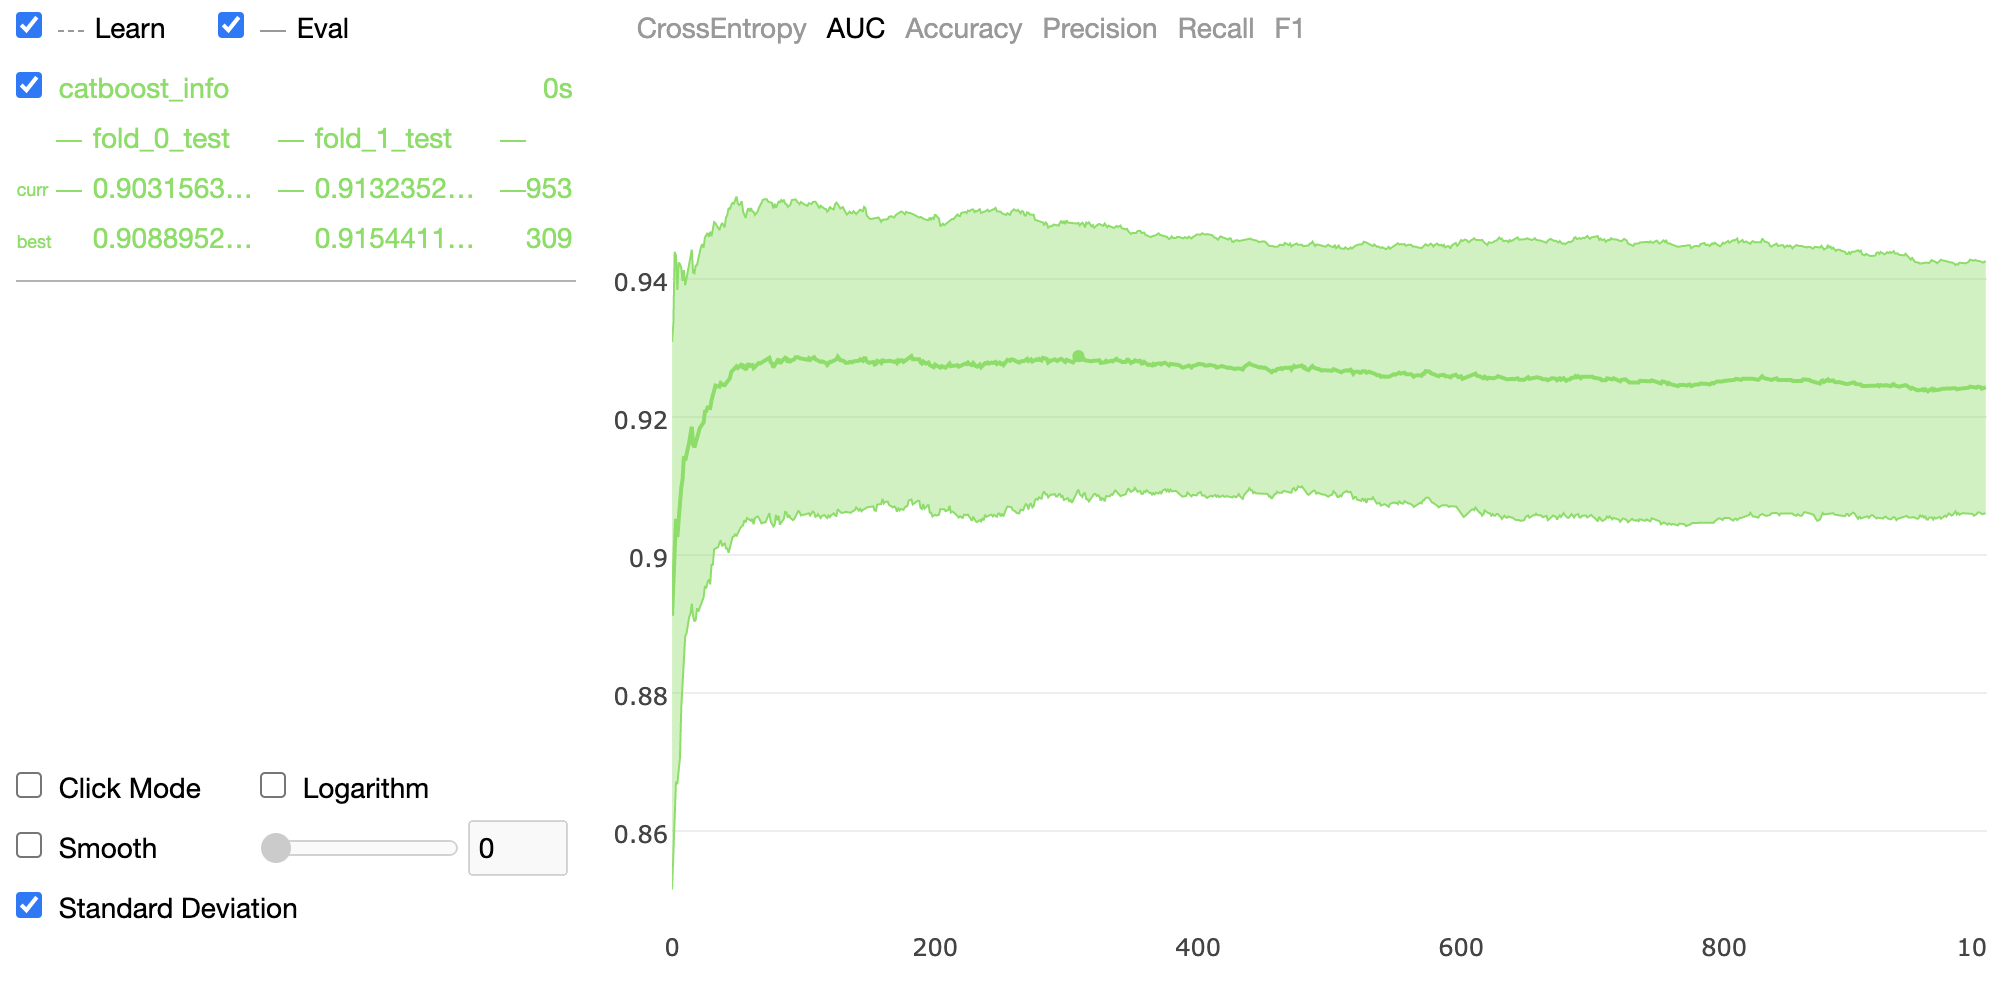 Learn Eval CrossEntropy AUC Accuracy Precision Recall F1
catboost_info 0s
fold_0_test fold_1_test
curr 0.9031563... 0.9132352... 953
best 0.9088952... 0.9154411... 309
0.94
0.92
0.9
0.88
0.86
Click Mode Logarithm
Smooth 0
Standard Deviation
0 200 400 600 800 10